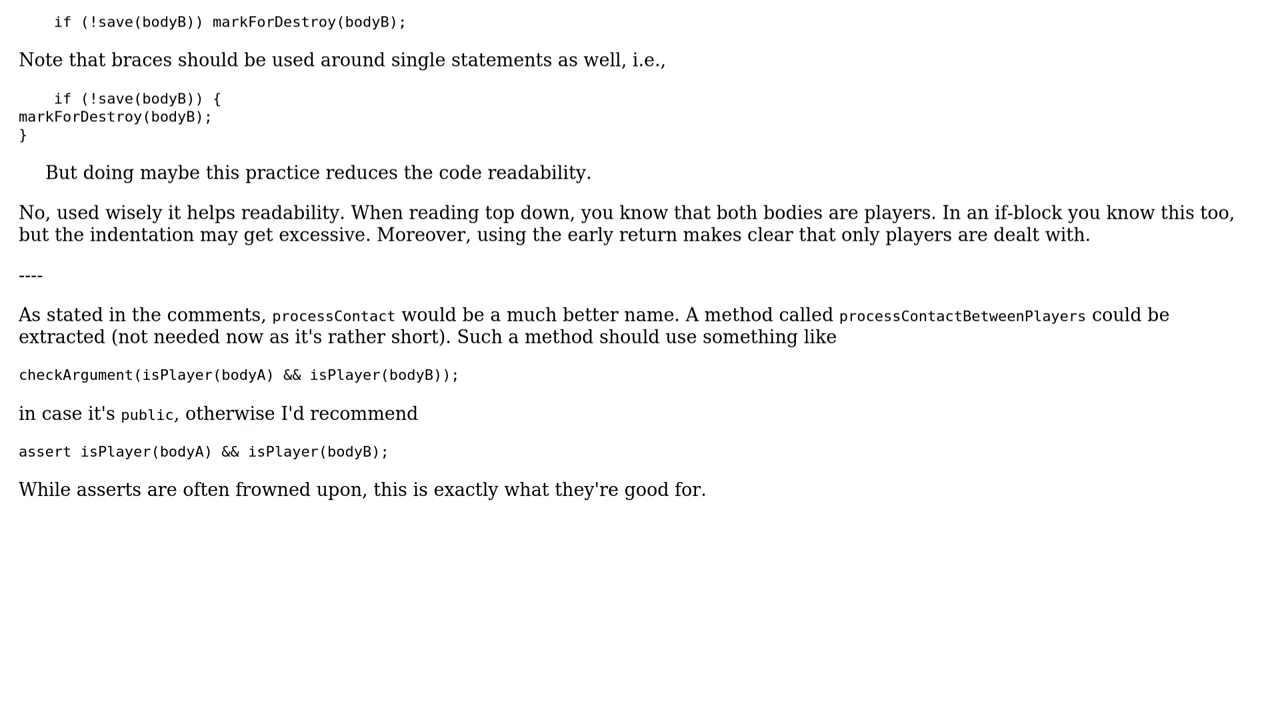 if (!save(bodyB)) markForDestroy(bodyB);
Note that braces should be used around single statements as well, i.e.,
if (!save(bodyB)) {
markForDestroy(bodyB);
}
But doing maybe this practice reduces the code readability.
No, used wisely it helps readability. When reading top down, you know that both bodies are players. In an if-block you know this too,
but the indentation may get excessive. Moreover, using the early return makes clear that only players are dealt with.
----
As stated in the comments, processContact would be a much better name. A method called processContactBetweenPlayers could be
extracted (not needed now as it's rather short). Such a method should use something like
checkArgument(isPlayer(bodyA) && isPlayer(bodyB));
in case it's public, otherwise I'd recommend
assert isPlayer(bodyA) && isPlayer(bodyB);
While asserts are often frowned upon, this is exactly what they're good for.